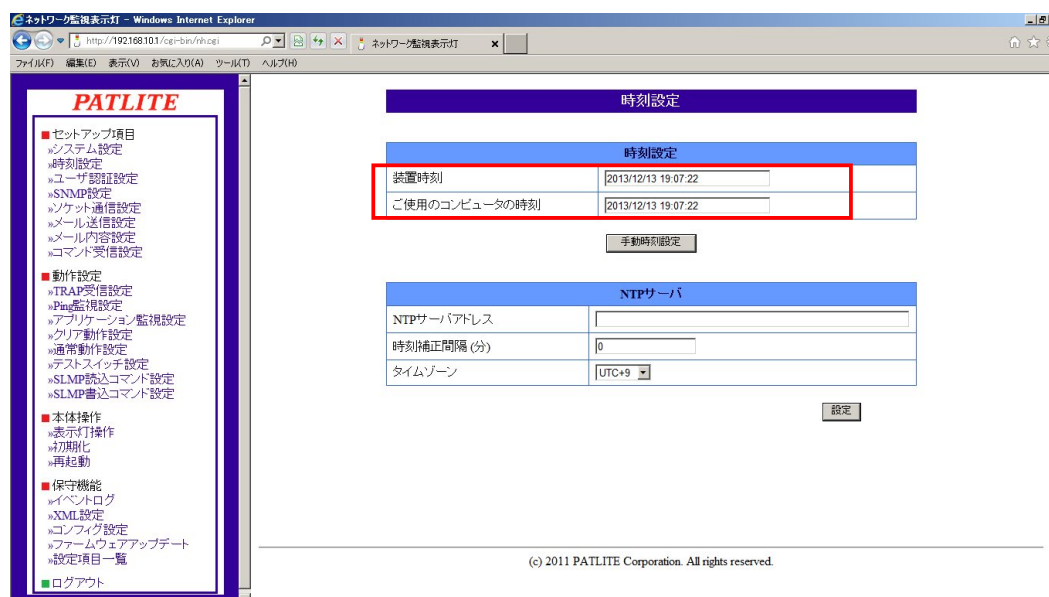 ネットワーク監視表示灯 - Windows Internet Explorer
http://192.168.10.1/cgi-bin/nh.cgi
ネットワーク監視表示灯
ファイル(F) 編集(E) 表示(V) お気に入り(A) ツール(T) ヘルプ(H)
PATLITE
■セットアップ項目
»システム設定
»時刻設定
»ユーザ認証設定
»SNMP設定
»ソケット通信設定
»メール送信設定
»メール内容設定
»コマンド受信設定
■動作設定
»TRAP受信設定
»Ping監視設定
»アプリケーション監視設定
»クリア動作設定
»通常動作設定
»テストスイッチ設定
»SLMP読込コマンド設定
»SLMP書込コマンド設定
■本体操作
»表示灯操作
»初期化
»再起動
■保守機能
»イベントログ
»XML設定
»コンフィグ設定
»ファームウェアアップデート
»設定項目一覧
■ログアウト
時刻設定
時刻設定
装置時刻 2013/12/13 19:07:22
ご使用のコンピュータの時刻 2013/12/13 19:07:22
手動時刻設定
NTPサーバ
NTPサーバアドレス
時刻補正間隔 (分) 0
タイムゾーン UTC+9
設定
(c) 2011 PATLITE Corporation. All rights reserved.